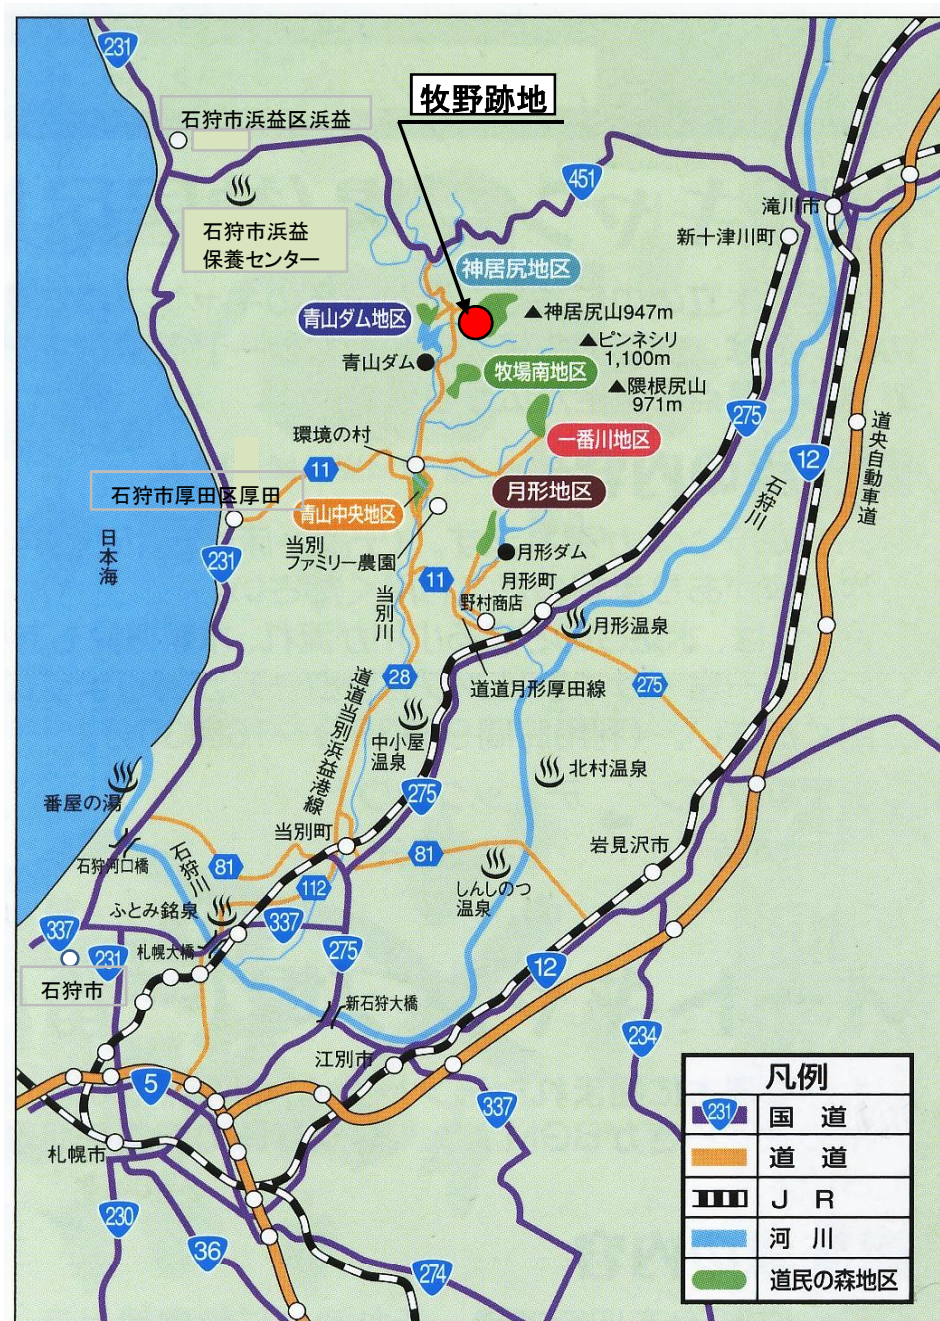 231
牧野跡地
石狩市浜益区浜益
451
滝川市
新十津川町
石狩市浜益
保養センター
神居尻地区
青山ダム地区
▲神居尻山947m
▲ピンネシリ
1,100m
青山ダム
牧場南地区
▲隈根尻山
971m
275
環境の村
一番川地区
道央自動車道
12
11
石狩川
石狩市厚田区厚田
月形地区
青山中央地区
日本海
当別
ファミリー農園
月形ダム
231
11
月形町
当別川
野村商店
月形温泉
28
道道月形厚田線
275
道道当別浜益港線
中小屋
温泉
北村温泉
番屋の湯
275
当別町
石狩河口橋
石狩川
81
81
岩見沢市
112
しんしのつ
温泉
ふとみ銘泉
337
337
札幌大橋
231
275
12
石狩市
新石狩大橋
234
江別市
5
337
札幌市
230
36
274
凡例
231
国 道
道 道
J R
河 川
道民の森地区